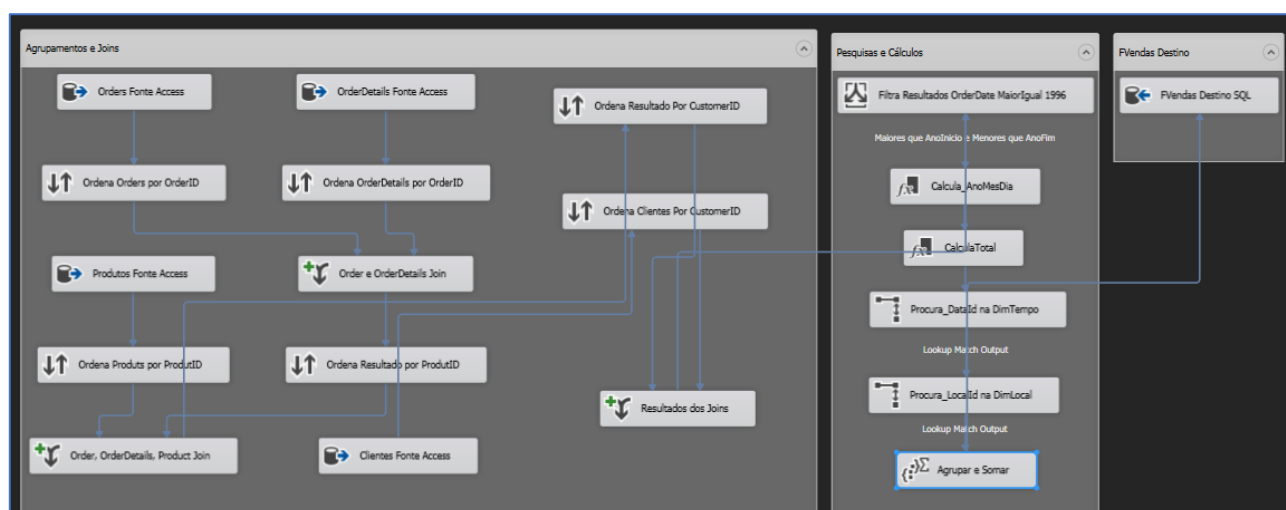 Agrupamentos e Joins
Orders Fonte Access
OrderDetails Fonte Access
Ordena Resultado Por CustomerID
Ordena Orders por OrderID
Ordena OrderDetails por OrderID
Ordena Clientes Por CustomerID
Produtos Fonte Access
Order e OrderDetails Join
Ordena Produts por ProdutID
Ordena Resultado por ProdutID
Resultados dos Joins
Order, OrderDetails, Product Join
Clientes Fonte Access
Pesquisas e Cálculos
Filtra Resultados OrderDate MaiorIgual 1996
Maiores que AnoInicio e Menores que AnoFim
Calcula_AnoMesDia
CalculaTotal
Procura_DataId na DimTempo
Lookup Match Output
Procura_LocalId na DimLocal
Lookup Match Output
Agrupar e Somar
FVendas Destino
FVendas Destino SQL